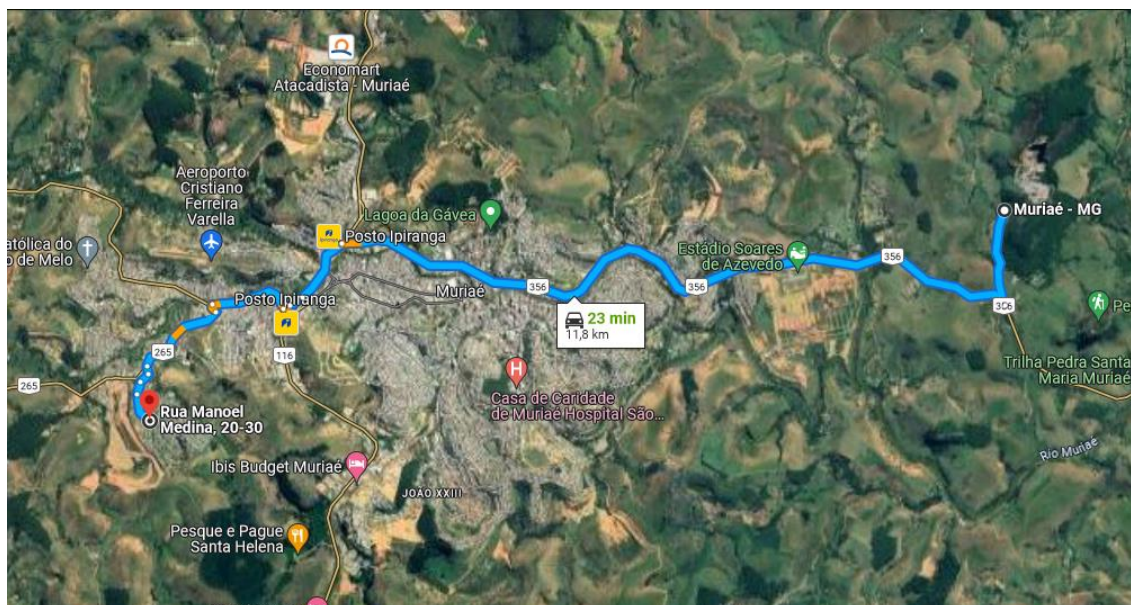 Economart
Atacadista - Muriaé
Aeroporto
Cristiano
Ferreira
Varella
Lagoa da Gávea
Muriaé - MG
atólica do
o de Melo
Posto Ipiranga
Estádio Soares
de Azevedo
356
356
356
Muriaé
Posto Ipiranga
23 min
11,8 km
Pe
265
116
265
Trilha Pedra Santa
Maria Muriaé
Casa de Caridade
de Muriaé Hospital São...
Rua Manoel
Medina, 20-30
Rio Muriaé
Ibis Budget Muriaé
JOÃO XXIII
Pesque e Pague
Santa Helena